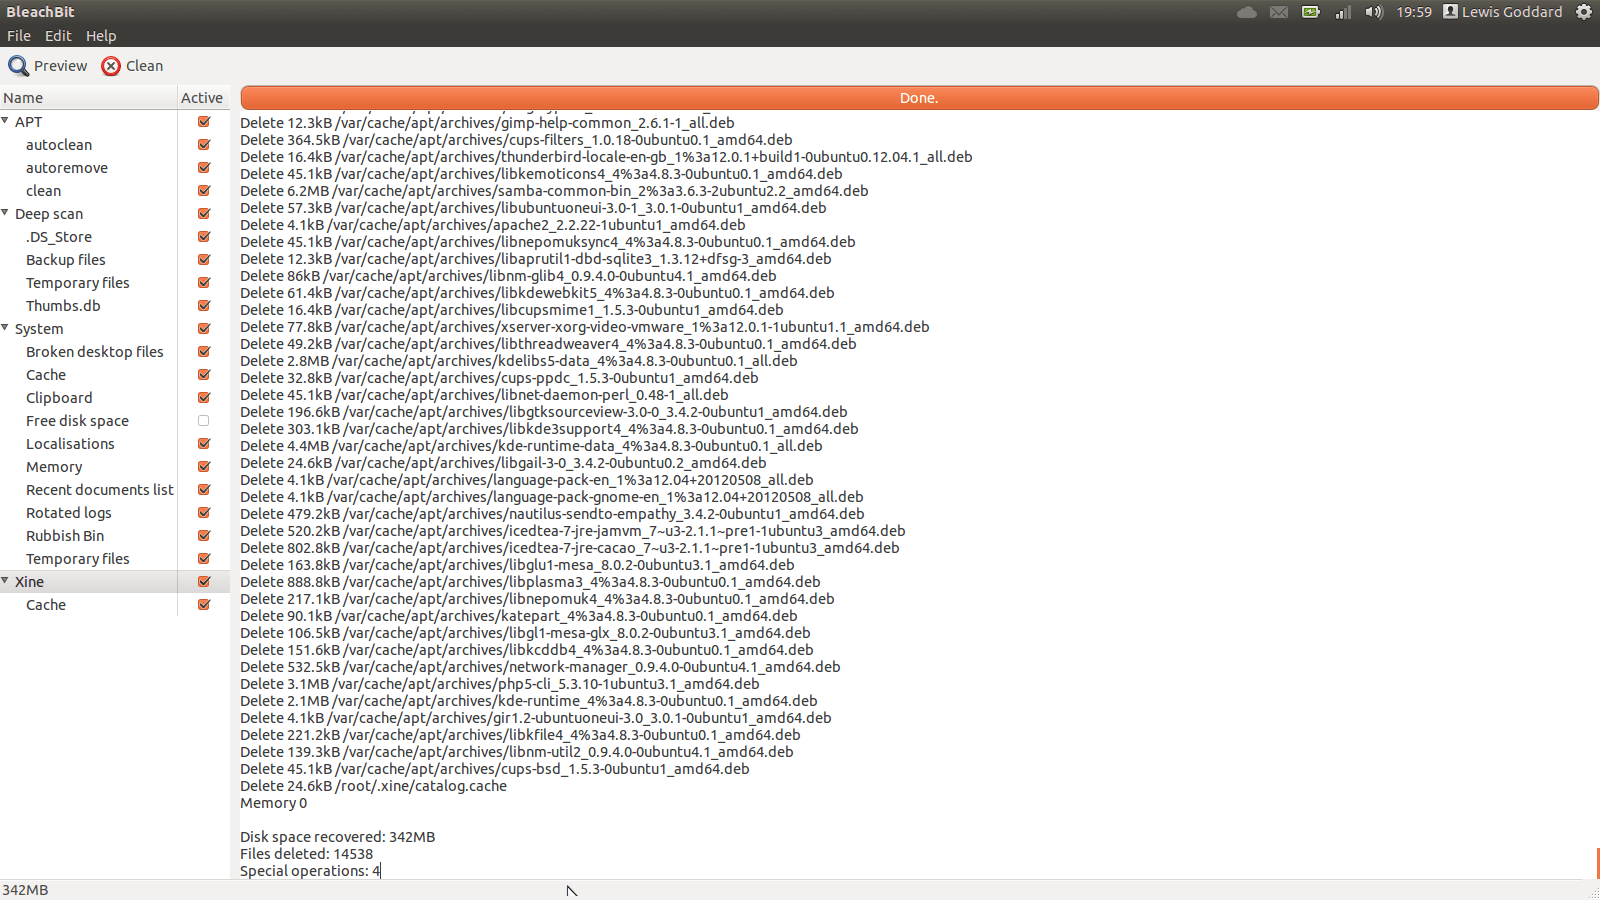 BleachBit
19:59 Lewis Goddard
File Edit Help
Preview Clean
Name Active
APT
autoclean
autoremove
clean
Deep scan
.DS_Store
Backup files
Temporary files
Thumbs.db
System
Broken desktop files
Cache
Clipboard
Free disk space
Localisations
Memory
Recent documents list
Rotated logs
Rubbish Bin
Temporary files
Xine
Cache
Done.
Delete 12.3kB /var/cache/apt/archives/gimp-help-common_2.6.1-1_all.deb
Delete 364.5kB /var/cache/apt/archives/cups-filters_1.0.18-0ubuntu0.1_amd64.deb
Delete 16.4kB /var/cache/apt/archives/thunderbird-locale-en-gb_1%3a12.0.1+build1-0ubuntu0.12.04.1_all.deb
Delete 45.1kB /var/cache/apt/archives/libkemoticons4_4%3a4.8.3-0ubuntu0.1_amd64.deb
Delete 6.2MB /var/cache/apt/archives/samba-common-bin_2%3a3.6.3-2ubuntu2.2_amd64.deb
Delete 57.3kB /var/cache/apt/archives/libubuntuoneui-3.0-1_3.0.1-0ubuntu1_amd64.deb
Delete 4.1kB /var/cache/apt/archives/apache2_2.2.22-1ubuntu1_amd64.deb
Delete 45.1kB /var/cache/apt/archives/libnepomuksync4_4%3a4.8.3-0ubuntu0.1_amd64.deb
Delete 12.3kB /var/cache/apt/archives/libaprutil1-dbd-sqlite3_1.3.12+dfsg-3_amd64.deb
Delete 86kB /var/cache/apt/archives/libnm-glib4_0.9.4.0-0ubuntu4.1_amd64.deb
Delete 61.4kB /var/cache/apt/archives/libkdewebkit5_4%3a4.8.3-0ubuntu0.1_amd64.deb
Delete 16.4kB /var/cache/apt/archives/libcupsmime1_1.5.3-0ubuntu1_amd64.deb
Delete 77.8kB /var/cache/apt/archives/xserver-xorg-video-vmware_1%3a12.0.1-1ubuntu1.1_amd64.deb
Delete 49.2kB /var/cache/apt/archives/libthreadweaver4_4%3a4.8.3-0ubuntu0.1_amd64.deb
Delete 2.8MB /var/cache/apt/archives/kdelibs5-data_4%3a4.8.3-0ubuntu0.1_all.deb
Delete 32.8kB /var/cache/apt/archives/cups-ppdc_1.5.3-0ubuntu1_amd64.deb
Delete 45.1kB /var/cache/apt/archives/libnet-daemon-perl_0.48-1_all.deb
Delete 196.6kB /var/cache/apt/archives/libgtksourceview-3.0-0_3.4.2-0ubuntu1_amd64.deb
Delete 303.1kB /var/cache/apt/archives/libkde3support4_4%3a4.8.3-0ubuntu0.1_amd64.deb
Delete 4.4MB /var/cache/apt/archives/kde-runtime-data_4%3a4.8.3-0ubuntu0.1_all.deb
Delete 24.6kB /var/cache/apt/archives/libgail-3-0_3.4.2-0ubuntu0.2_amd64.deb
Delete 4.1kB /var/cache/apt/archives/language-pack-en_1%3a12.04+20120508_all.deb
Delete 4.1kB /var/cache/apt/archives/language-pack-gnome-en_1%3a12.04+20120508_all.deb
Delete 479.2kB /var/cache/apt/archives/nautilus-sendto-empathy_3.4.2-0ubuntu1_amd64.deb
Delete 520.2kB /var/cache/apt/archives/icedtea-7-jre-jamvm_7~u3-2.1.1~pre1-1ubuntu3_amd64.deb
Delete 802.8kB /var/cache/apt/archives/icedtea-7-jre-cacao_7~u3-2.1.1~pre1-1ubuntu3_amd64.deb
Delete 163.8kB /var/cache/apt/archives/libglu1-mesa_8.0.2-0ubuntu3.1_amd64.deb
Delete 888.8kB /var/cache/apt/archives/libplasma3_4%3a4.8.3-0ubuntu0.1_amd64.deb
Delete 217.1kB /var/cache/apt/archives/libnepomuk4_4%3a4.8.3-0ubuntu0.1_amd64.deb
Delete 90.1kB /var/cache/apt/archives/katepart_4%3a4.8.3-0ubuntu0.1_amd64.deb
Delete 106.5kB /var/cache/apt/archives/libgl1-mesa-glx_8.0.2-0ubuntu3.1_amd64.deb
Delete 151.6kB /var/cache/apt/archives/libkcddb4_4%3a4.8.3-0ubuntu0.1_amd64.deb
Delete 532.5kB /var/cache/apt/archives/network-manager_0.9.4.0-0ubuntu4.1_amd64.deb
Delete 3.1MB /var/cache/apt/archives/php5-cli_5.3.10-1ubuntu3.1_amd64.deb
Delete 2.1MB /var/cache/apt/archives/kde-runtime_4%3a4.8.3-0ubuntu0.1_amd64.deb
Delete 4.1kB /var/cache/apt/archives/gir1.2-ubuntuoneui-3.0_3.0.1-0ubuntu1_amd64.deb
Delete 221.2kB /var/cache/apt/archives/libkfile4_4%3a4.8.3-0ubuntu0.1_amd64.deb
Delete 139.3kB /var/cache/apt/archives/libnm-util2_0.9.4.0-0ubuntu4.1_amd64.deb
Delete 45.1kB /var/cache/apt/archives/cups-bsd_1.5.3-0ubuntu1_amd64.deb
Delete 24.6kB /root/.xine/catalog.cache
Memory 0
Disk space recovered: 342MB
Files deleted: 14538
Special operations: 4
342MB